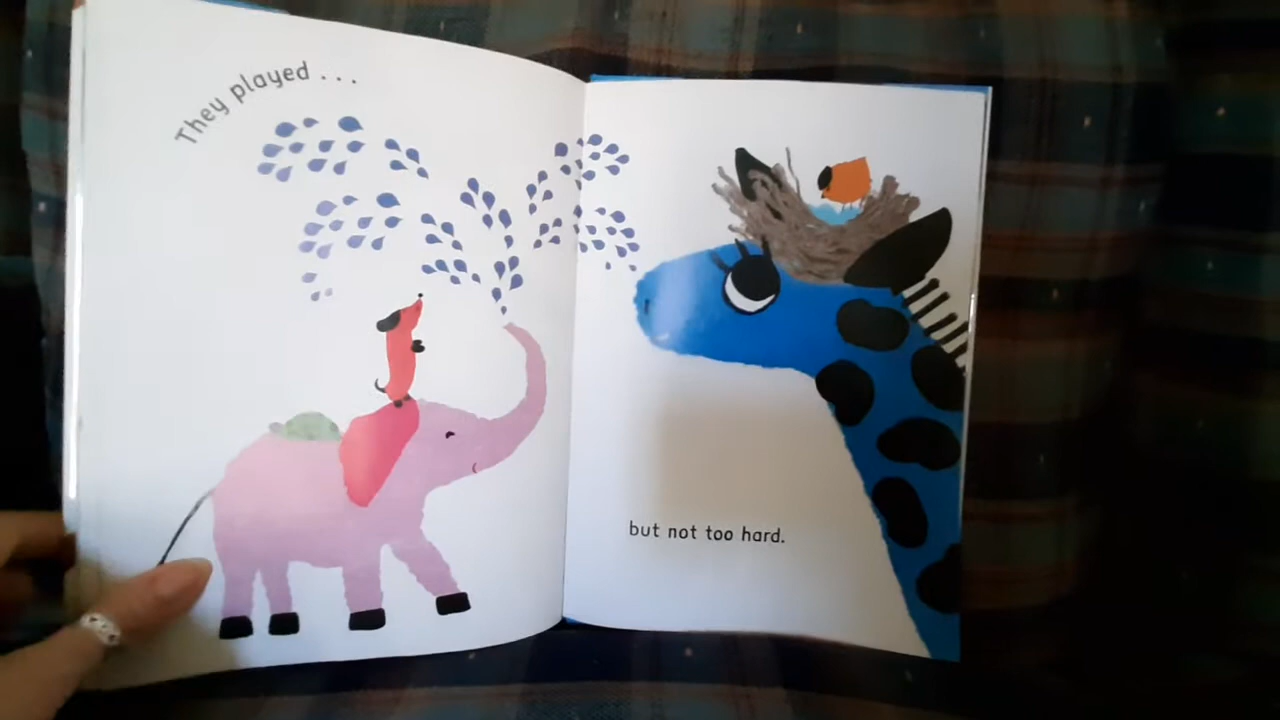 They played . . .
but not too hard.